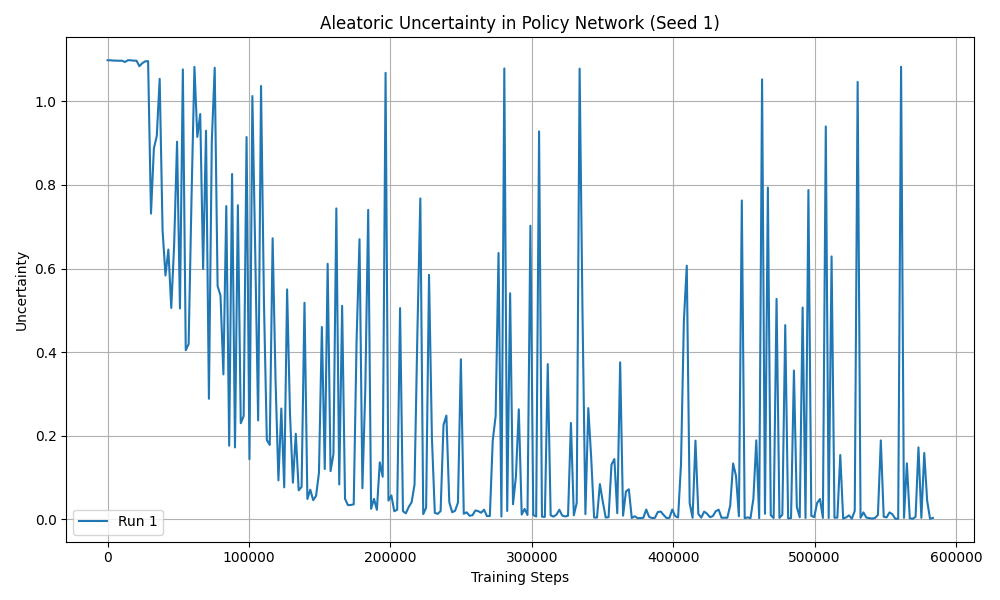 Aleatoric Uncertainty in Policy Network (Seed 1)
Uncertainty
1.0
0.8
0.6
0.4
0.2
0.0
Run 1
0 100000 200000 300000 400000 500000 600000
Training Steps